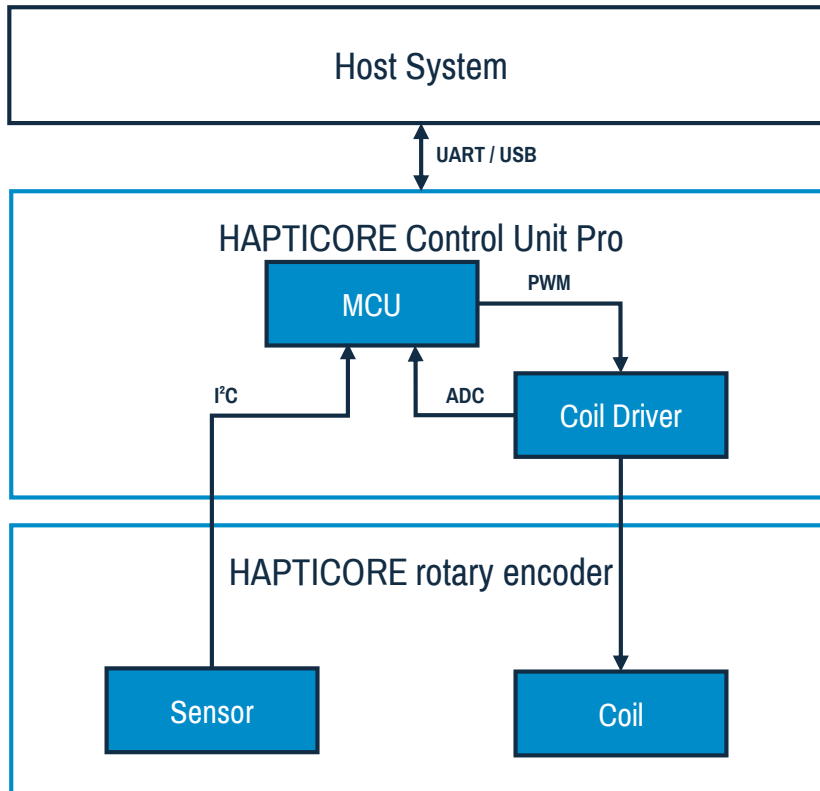 Host System
UART / USB
HAPTICORE Control Unit Pro
MCU
PWM
I²C
ADC
Coil Driver
HAPTICORE rotary encoder
Sensor
Coil